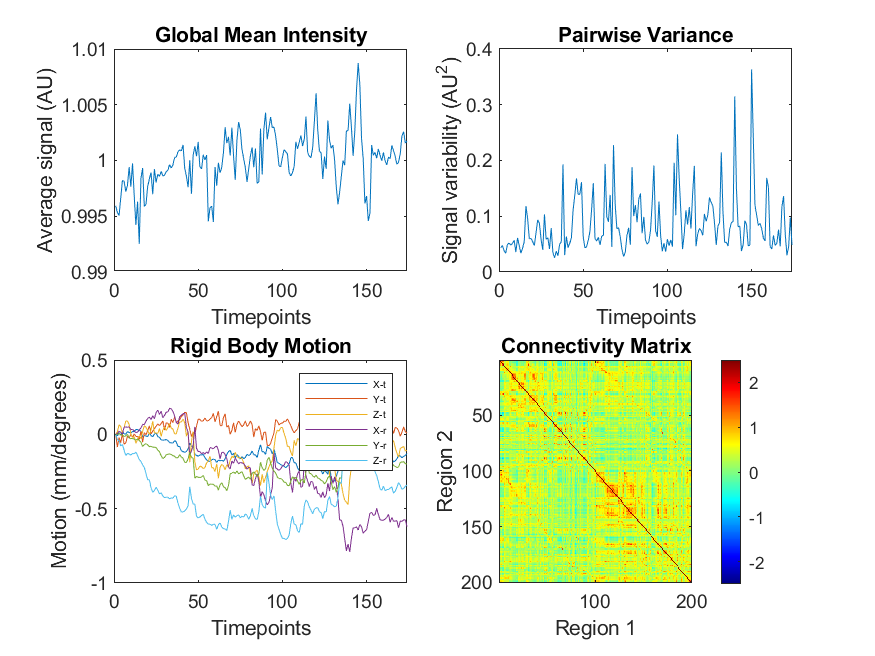 Global Mean Intensity
Average signal (AU)
1.01
1.005
1
0.995
0.99
0
50
100
150
Timepoints
Pairwise Variance
Signal variability (AU²)
0.4
0.3
0.2
0.1
0
0
50
100
150
Timepoints
Rigid Body Motion
Motion (mm/degrees)
0.5
0
-0.5
-1
0
50
100
150
Timepoints
X-t
Y-t
Z-t
X-r
Y-r
Z-r
Connectivity Matrix
Region 2
50
100
150
200
100
200
Region 1
2
1
0
-1
-2